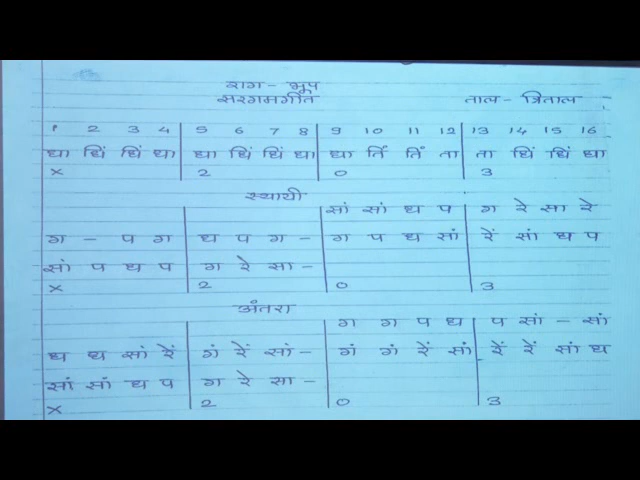 राग - भूप
सरगमगीत ताल - त्रिताल
1 2 3 4 5 6 7 8 9 10 11 12 13 14 15 16
धा धिं धिं धा धा धिं धिं धा धा तिं तिं ता ता धिं धिं धा
× 2 0 3
स्थायी
सां सां ध प ग रे सा रे
ग - प ग ध प ग - ग प ध सां रें सां ध प
सां प ध प ग रे सा -
× 2 0 3
अंतरा
ग ग प ध प सां - सां
ध ध सां रें गं रें सां - गं गं रें सां रें रें सां ध
सां सां ध प ग रे सा -
× 2 0 3